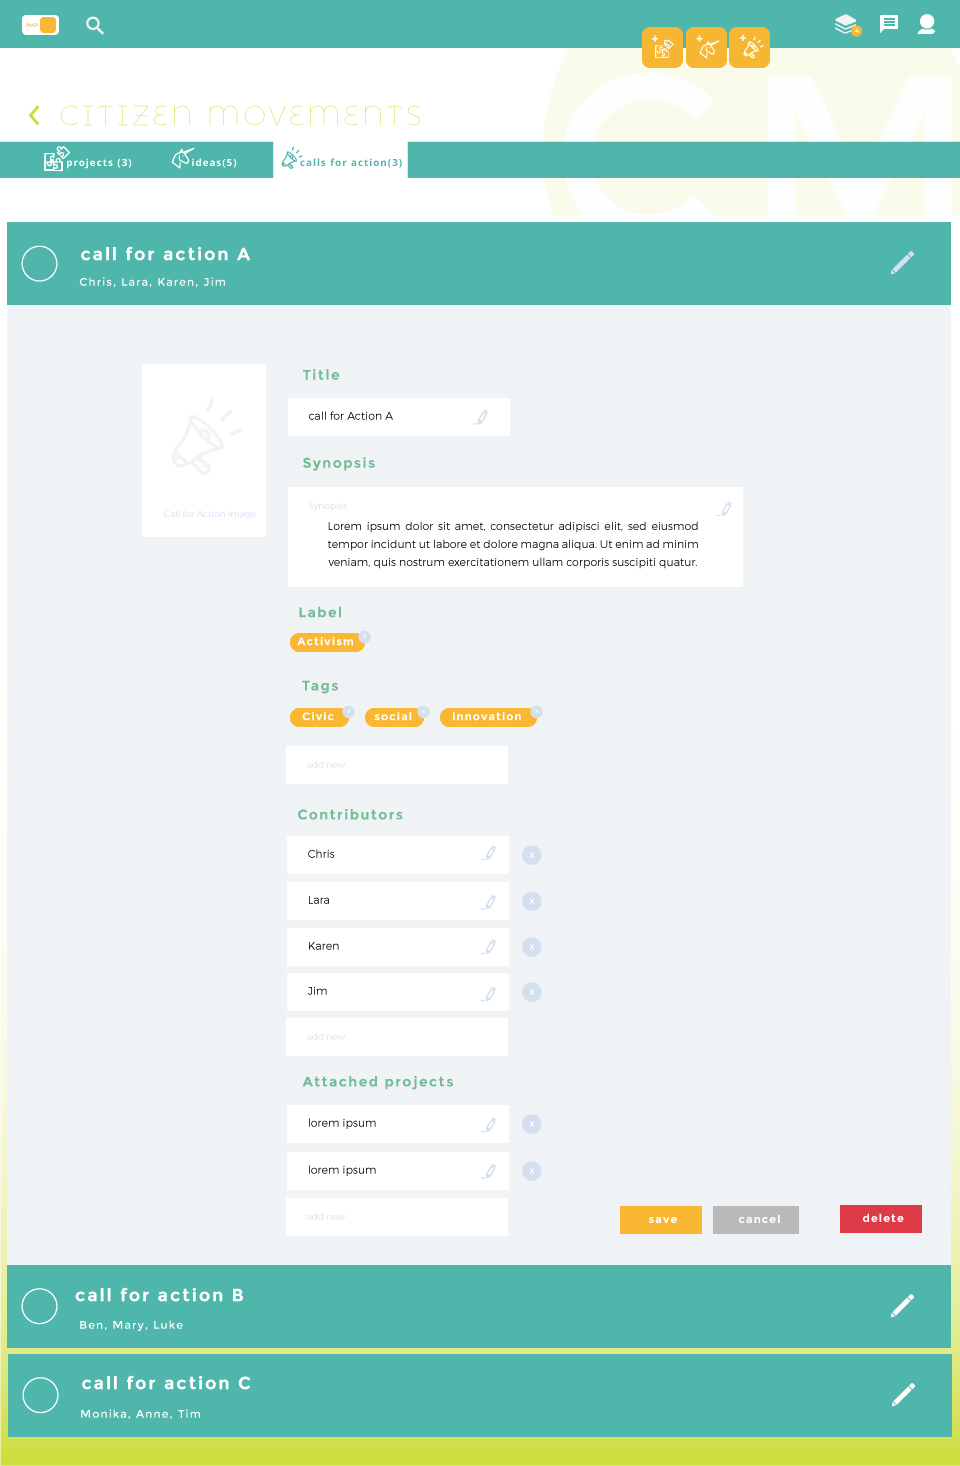 MAP
4
CITIZEN MOVEMENTS
CM
projects (3)
ideas(5)
calls for action(3)
call for action A
Chris, Lara, Karen, Jim
Title
call for Action A
Synopsis
Synopsis
Lorem ipsum dolor sit amet, consectetur adipisci elit, sed eiusmod
tempor incidunt ut labore et dolore magna aliqua. Ut enim ad minim
veniam, quis nostrum exercitationem ullam corporis suscipiti quatur.
Call for Action image
Label
Activism x
Tags
Civic x social x innovation x
add new
Contributors
Chris x
Lara x
Karen x
Jim x
add new
Attached projects
lorem ipsum x
lorem ipsum x
add new
save cancel delete
call for action B
Ben, Mary, Luke
call for action C
Monika, Anne, Tim